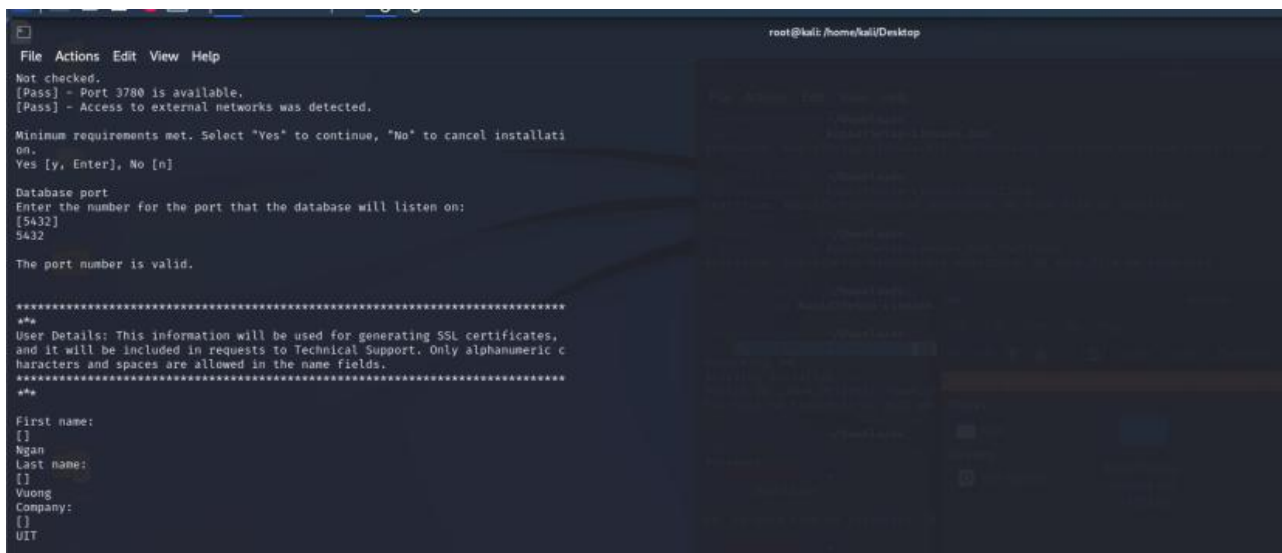 root@kali: /home/kali/Desktop
File Actions Edit View Help
Not checked.
[Pass] - Port 3780 is available.
[Pass] - Access to external networks was detected.
Minimum requirements met. Select "Yes" to continue, "No" to cancel installati
on.
Yes [y, Enter], No [n]
Database port
Enter the number for the port that the database will listen on:
[5432]
5432
The port number is valid.
*****************************************************************************
***
User Details: This information will be used for generating SSL certificates,
and it will be included in requests to Technical Support. Only alphanumeric c
haracters and spaces are allowed in the name fields.
*****************************************************************************
***
First name:
[]
Ngan
Last name:
[]
Vuong
Company:
[]
UIT